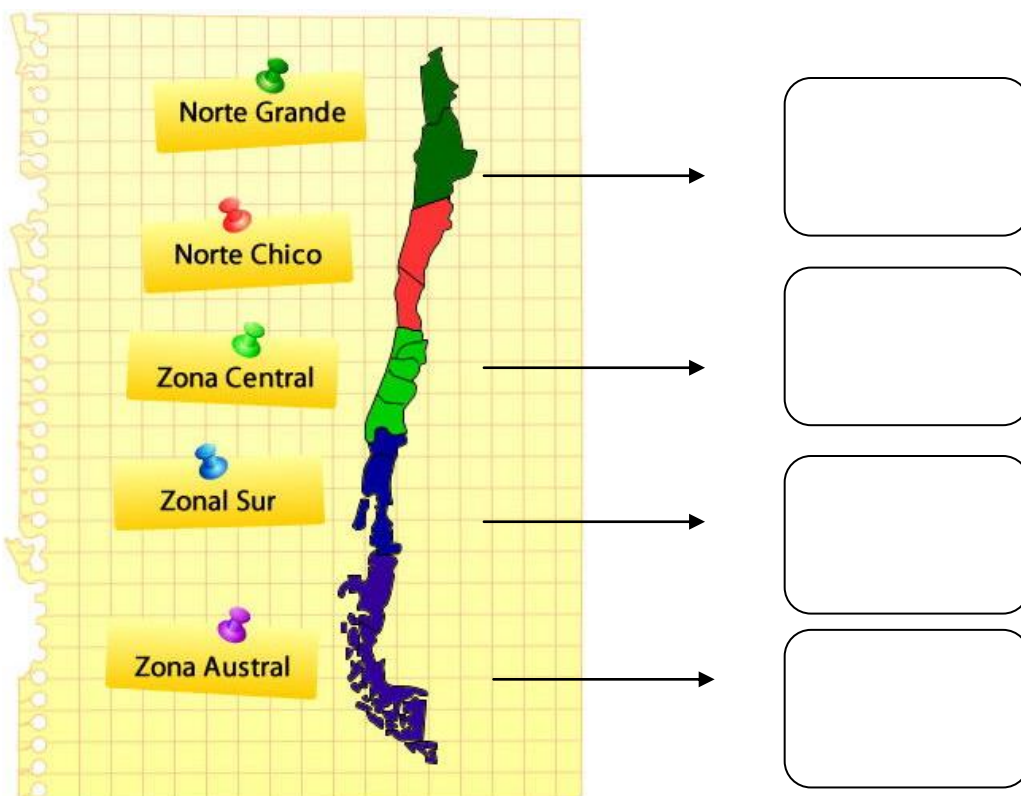 Norte Grande
Norte Chico
Zona Central
Zonal Sur
Zona Austral